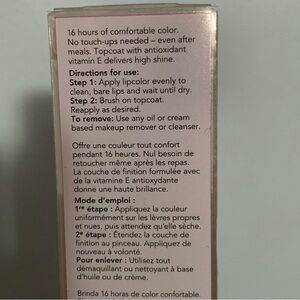 16 hours of comfortable color.
No touch-ups needed – even after
meals. Topcoat with antioxidant
vitamin E delivers high shine.
Directions for use:
Step 1: Apply lipcolor evenly to
clean, bare lips and wait until dry.
Step 2: Brush on topcoat.
Reapply as desired.
To remove: Use any oil or cream
based makeup remover or cleanser.
Offre une couleur tout confort
pendant 16 heures. Nul besoin de
retoucher même après les repas.
La couche de finition formulée avec
de la vitamine E antioxydante
donne une haute brillance.
Mode d'emploi :
1re étape : Appliquez la couleur
uniformément sur les lèvres propres
et nues, puis attendez qu'elle sèche.
2e étape : Étendez la couche de
finition au pinceau. Appliquez de
nouveau à volonté.
Pour enlever : Utilisez tout
démaquillant ou nettoyant à base
d'huile ou de crème.
Brinda 16 horas de color confortable.